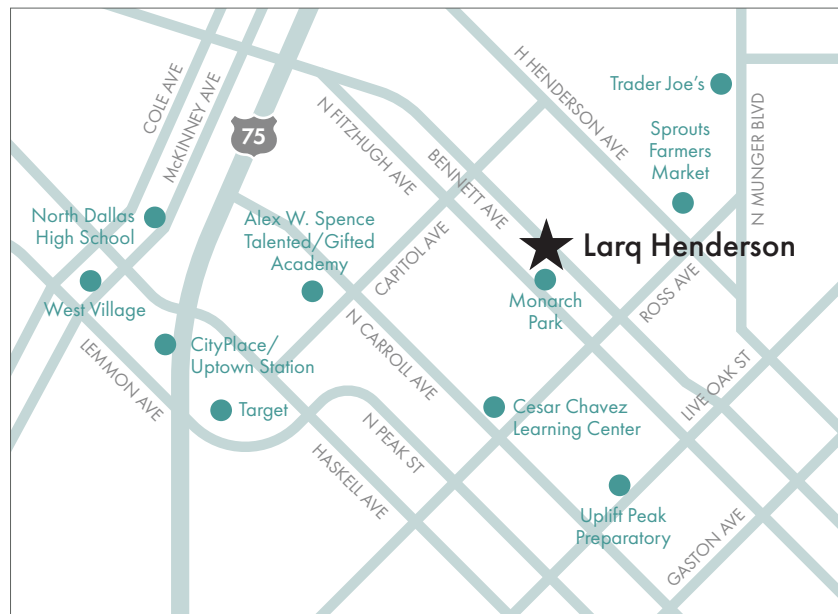 COLE AVE
McKINNEY AVE
75
N FITZHUGH AVE
BENNETT AVE
H HENDERSON AVE
Trader Joe's
N MUNGER BLVD
Sprouts
Farmers
Market
North Dallas
High School
Alex W. Spence
Talented/Gifted
Academy
CAPITOL AVE
Larq Henderson
Monarch
Park
ROSS AVE
West Village
CityPlace/
Uptown Station
LEMMON AVE
Target
N CARROLL AVE
N PEAK ST
HASKELL AVE
Cesar Chavez
Learning Center
LIVE OAK ST
Uplift Peak
Preparatory
GASTON AVE